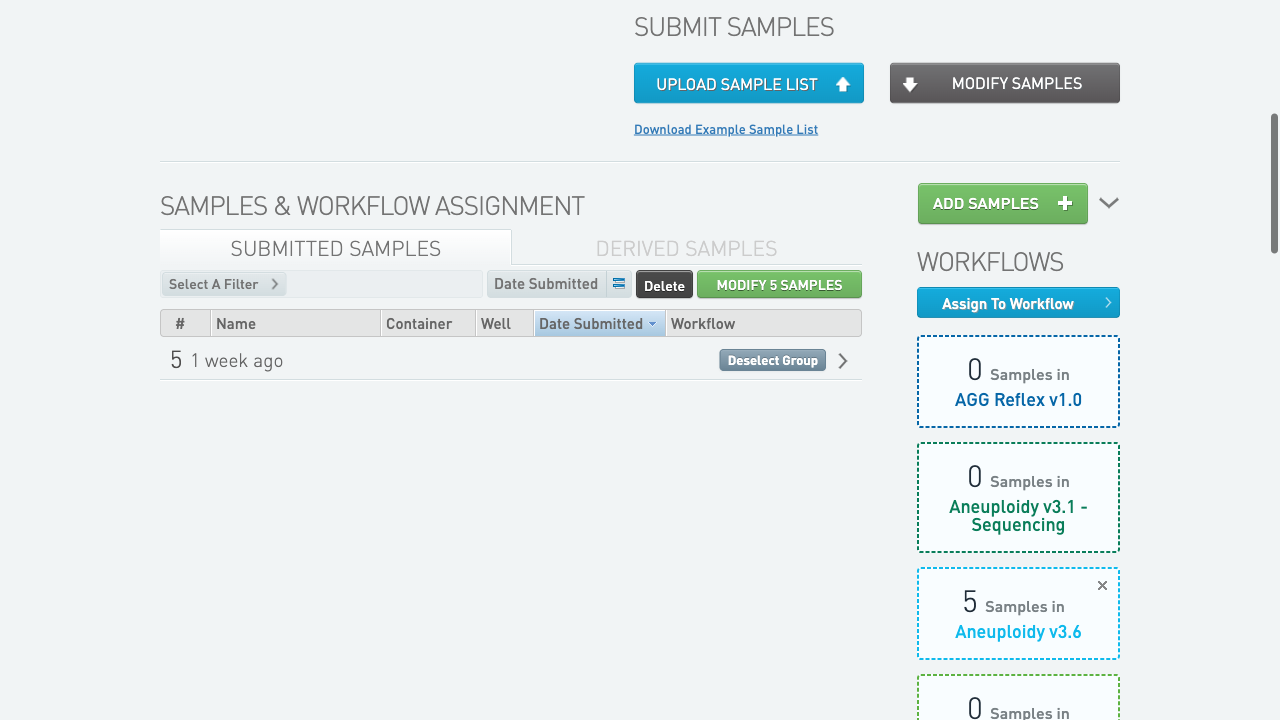 SUBMIT SAMPLES
UPLOAD SAMPLE LIST
MODIFY SAMPLES
Download Example Sample List
SAMPLES & WORKFLOW ASSIGNMENT
ADD SAMPLES
SUBMITTED SAMPLES
DERIVED SAMPLES
Select A Filter
Date Submitted
Delete
MODIFY 5 SAMPLES
# Name Container Well Date Submitted Workflow
5 1 week ago
Deselect Group
WORKFLOWS
Assign To Workflow
0 Samples in
AGG Reflex v1.0
0 Samples in
Aneuploidy v3.1 -
Sequencing
5 Samples in
Aneuploidy v3.6
0 Samples in